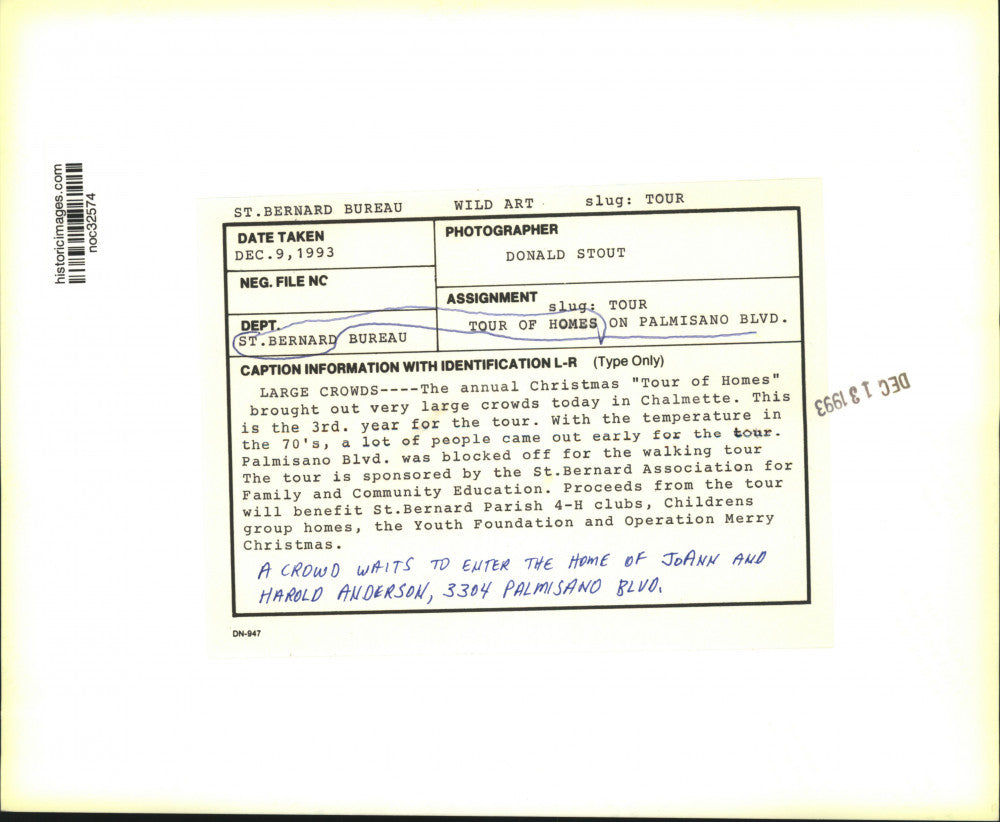 historicimages.com
noc32574
ST.BERNARD BUREAU WILD ART slug: TOUR
DATE TAKEN
DEC.9,1993
PHOTOGRAPHER
DONALD STOUT
NEG. FILE NO
ASSIGNMENT slug: TOUR
TOUR OF HOMES ON PALMISANO BLVD.
DEPT.
ST.BERNARD BUREAU
CAPTION INFORMATION WITH IDENTIFICATION L-R (Type Only)
LARGE CROWDS----The annual Christmas "Tour of Homes"
brought out very large crowds today in Chalmette. This
is the 3rd. year for the tour. With the temperature in
the 70's, a lot of people came out early for the tour.
Palmisano Blvd. was blocked off for the walking tour
The tour is sponsored by the St.Bernard Association for
Family and Community Education. Proceeds from the tour
will benefit St.Bernard Parish 4-H clubs, Childrens
group homes, the Youth Foundation and Operation Merry
Christmas.
A CROWD WAITS TO ENTER THE HOME OF JOANN AND
HAROLD ANDERSON, 3304 PALMISANO BLVD.
DN-947
DEC 13 1993